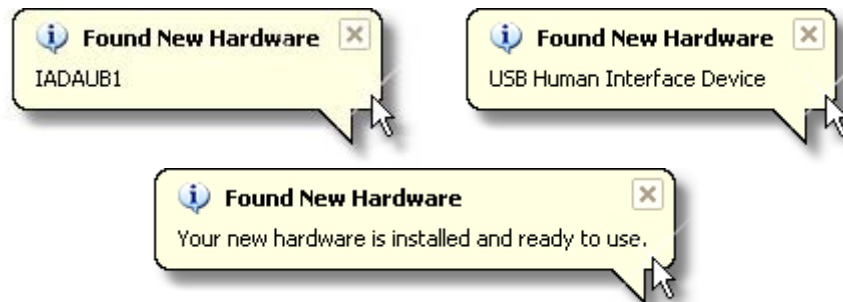 Found New Hardware
IADAUB1
Found New Hardware
USB Human Interface Device
Found New Hardware
Your new hardware is installed and ready to use.